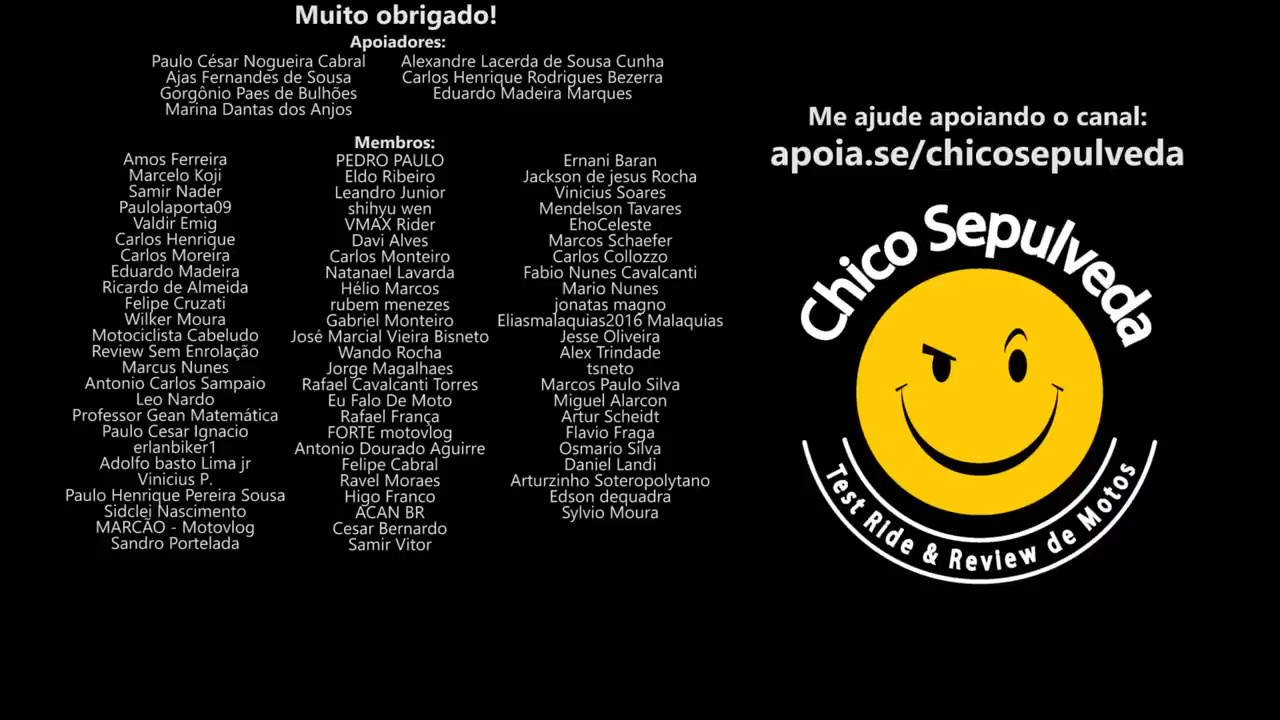 Muito obrigado!
Apoiadores:
Paulo César Nogueira Cabral
Ajas Fernandes de Sousa
Gorgônio Paes de Bulhões
Marina Dantas dos Anjos
Alexandre Lacerda de Sousa Cunha
Carlos Henrique Rodrigues Bezerra
Eduardo Madeira Marques
Membros:
Amos Ferreira
Marcelo Koji
Samir Nader
Paulolaporta09
Valdir Emig
Carlos Henrique
Carlos Moreira
Eduardo Madeira
Ricardo de Almeida
Felipe Cruzati
Wilker Moura
Motociclista Cabeludo
Review Sem Enrolação
Marcus Nunes
Antonio Carlos Sampaio
Leo Nardo
Professor Gean Matemática
Paulo Cesar Ignacio
erlanbiker1
Adolfo basto Lima jr
Vinicius P.
Paulo Henrique Pereira Sousa
Sidclei Nascimento
MARCÃO - Motovlog
Sandro Portelada
PEDRO PAULO
Eldo Ribeiro
Leandro Junior
shihyu wen
VMAX Rider
Davi Alves
Carlos Monteiro
Natanael Lavarda
Hélio Marcos
rubem menezes
Gabriel Monteiro
José Marcial Vieira Bisneto
Wando Rocha
Jorge Magalhaes
Rafael Cavalcanti Torres
Eu Falo De Moto
Rafael França
FORTE motovlog
Antonio Dourado Aguirre
Felipe Cabral
Ravel Moraes
Higo Franco
ACAN BR
Cesar Bernardo
Samir Vitor
Ernani Baran
Jackson de jesus Rocha
Vinicius Soares
Mendelson Tavares
EhoCeleste
Marcos Schaefer
Carlos Collozzo
Fabio Nunes Cavalcanti
Mario Nunes
jonatas magno
Eliasmalaquias2016 Malaquias
Jesse Oliveira
Alex Trindade
tsneto
Marcos Paulo Silva
Miguel Alarcon
Artur Scheidt
Flavio Fraga
Osmario Silva
Daniel Landi
Arturzinho Soteropolytano
Edson dequadra
Sylvio Moura
Me ajude apoiando o canal:
apoia.se/chicosepulveda
Chico Sepulveda
Test Ride & Review de Motos